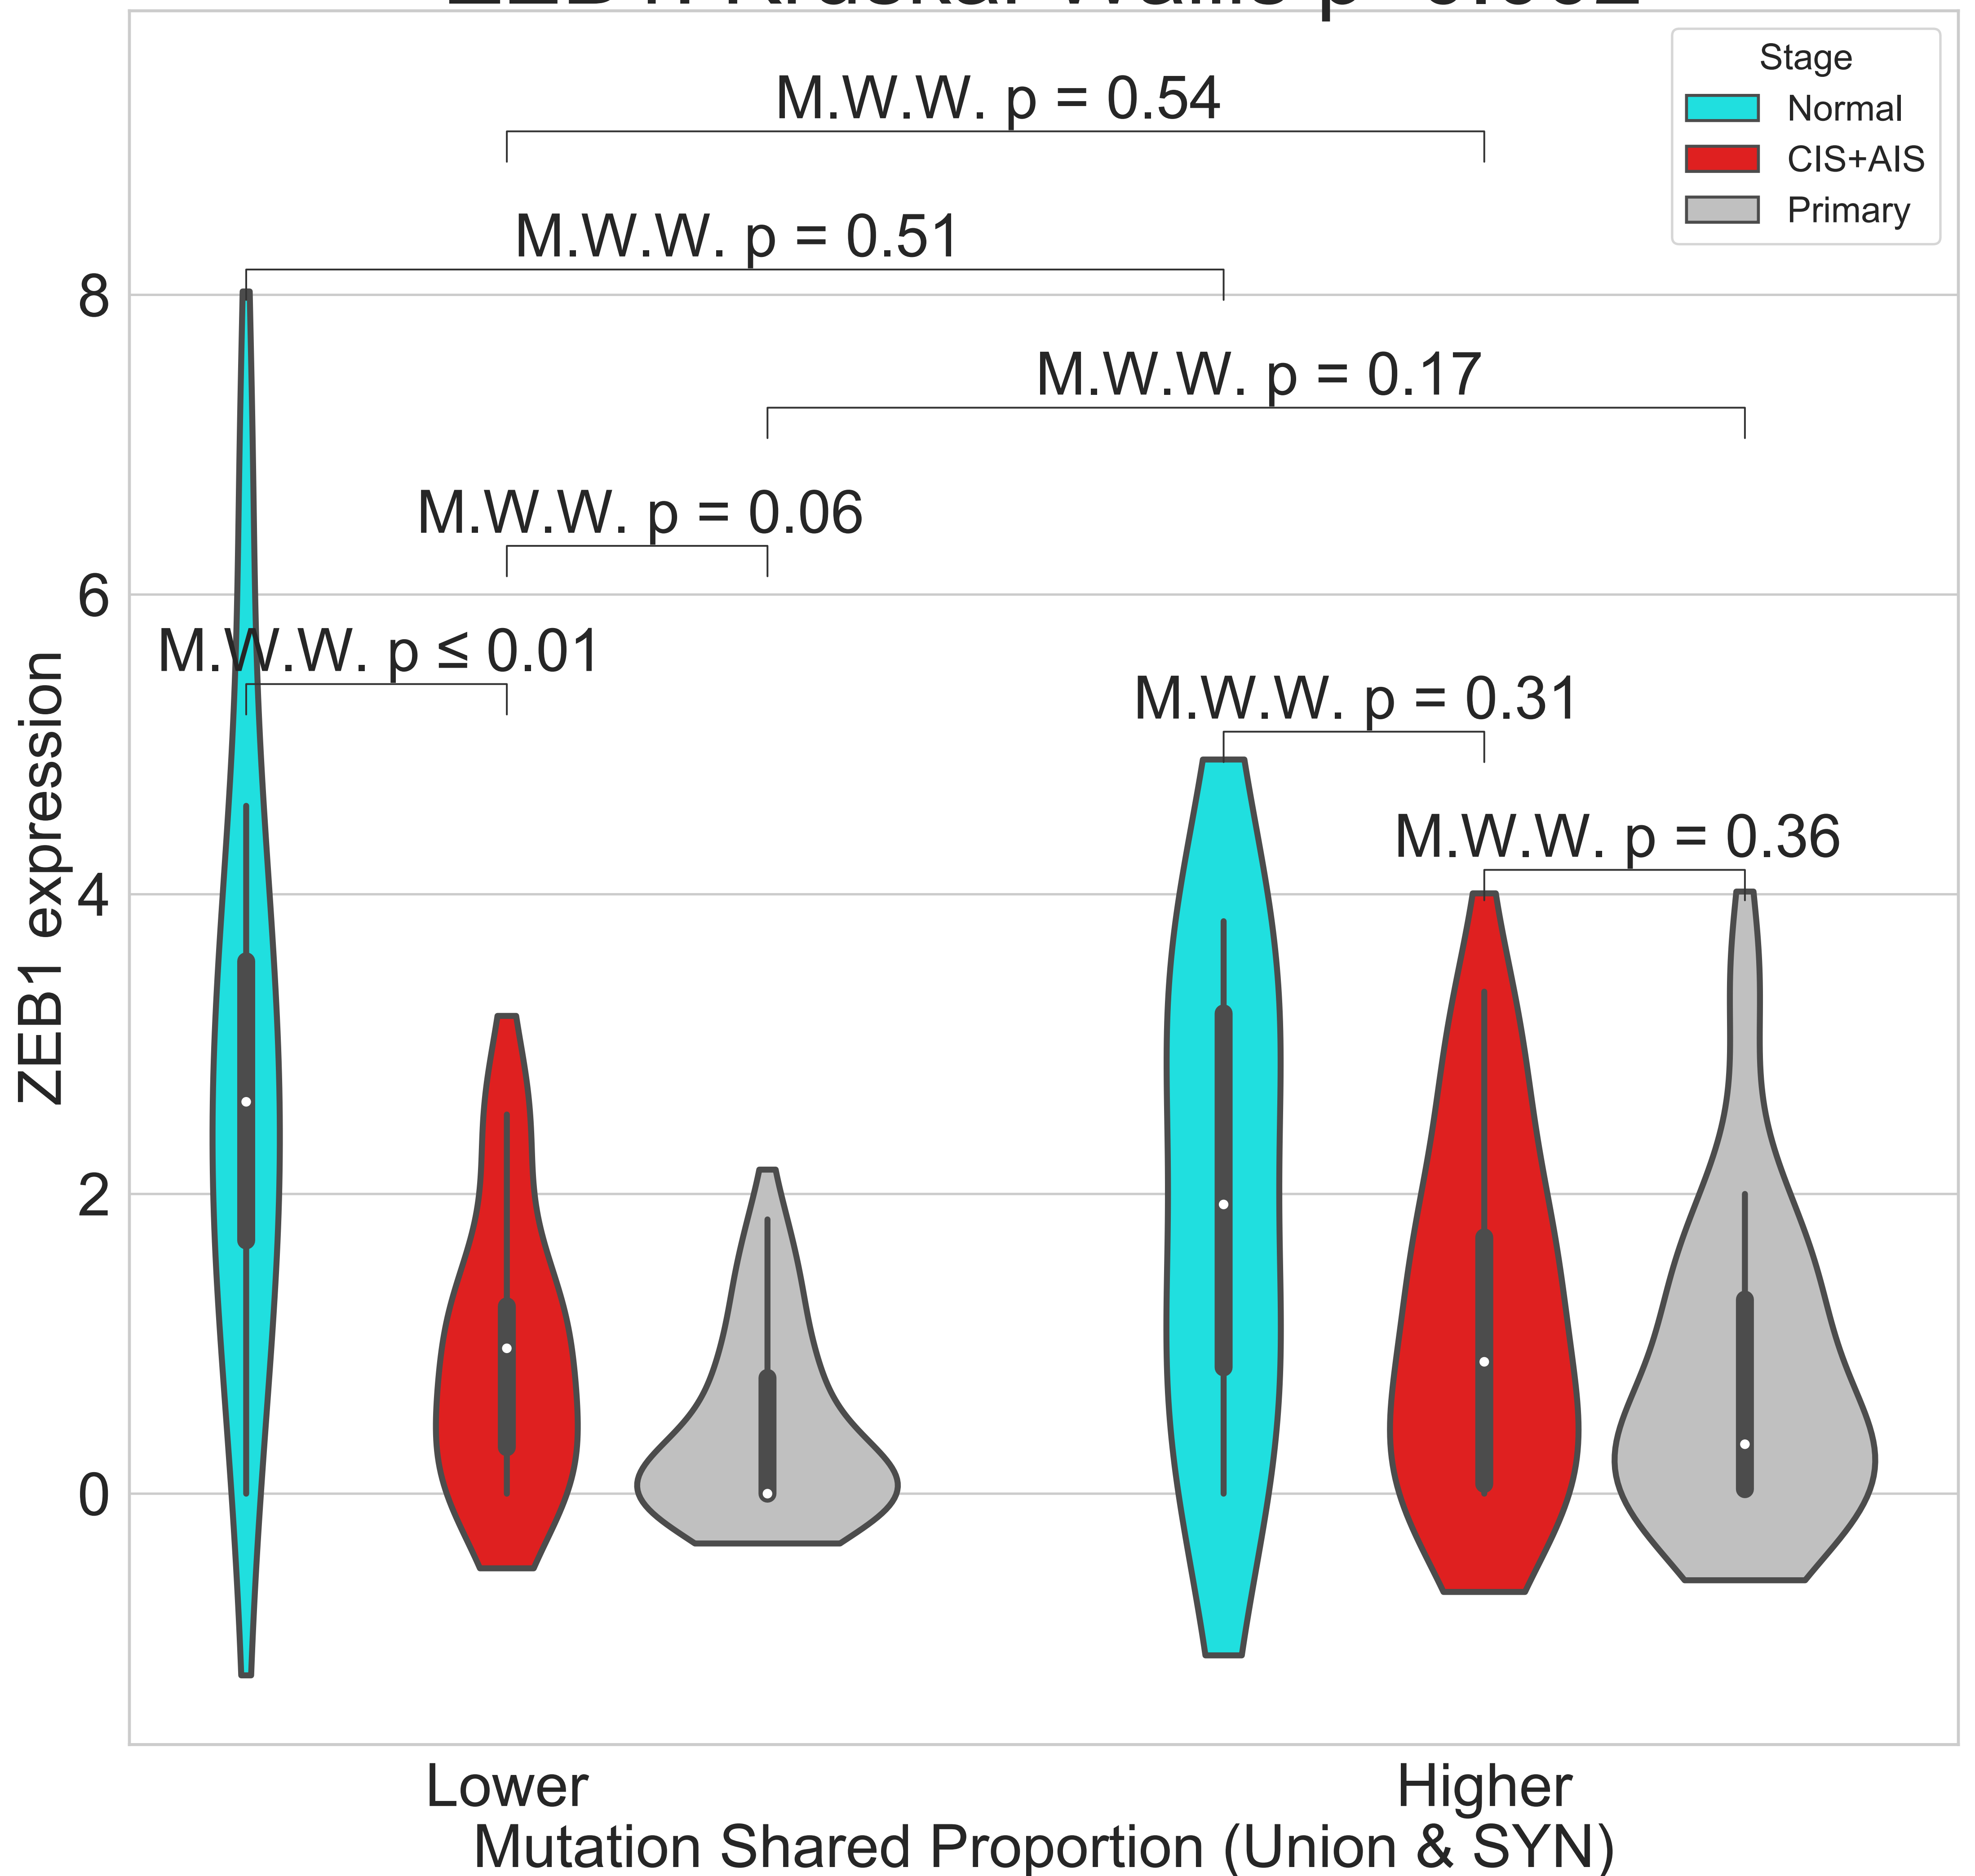 Stage
Normal
CIS+AIS
Primary
M.W.W. p = 0.54
M.W.W. p = 0.51
M.W.W. p = 0.17
M.W.W. p = 0.06
M.W.W. p ≤ 0.01
M.W.W. p = 0.31
M.W.W. p = 0.36
8
6
4
2
0
ZEB1 expression
Lower
Higher
Mutation Shared Proportion (Union & SYN)